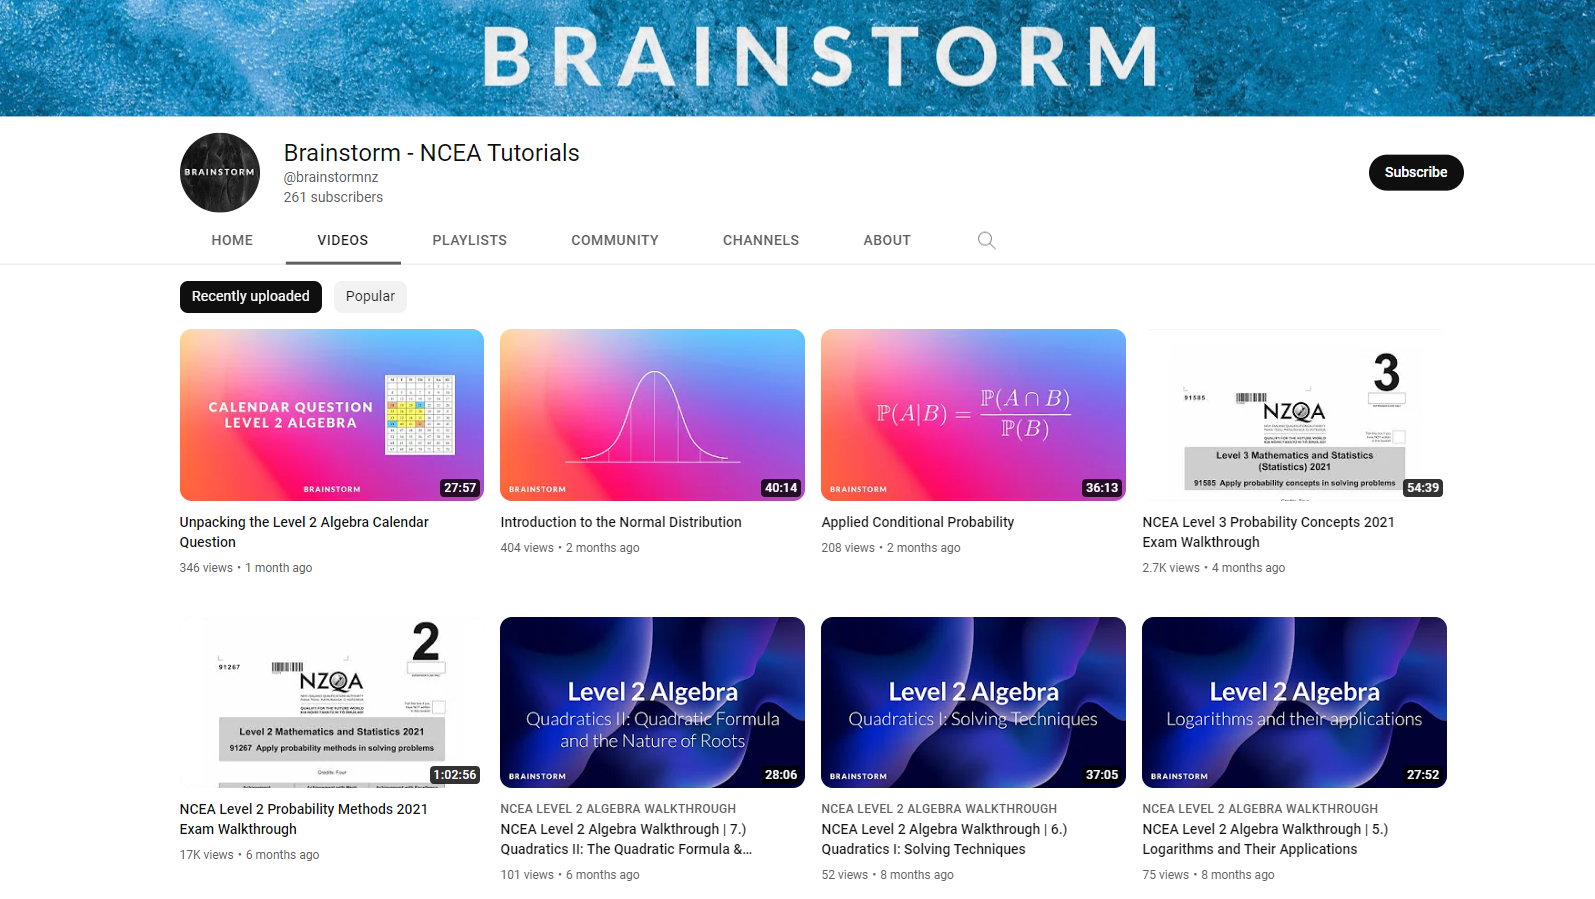 BRAINSTORM
BRAINSTORM
Brainstorm - NCEA Tutorials
@brainstormnz
261 subscribers
Subscribe
HOME VIDEOS PLAYLISTS COMMUNITY CHANNELS ABOUT
Recently uploaded Popular
CALENDAR QUESTION
LEVEL 2 ALGEBRA
BRAINSTORM
27:57
Unpacking the Level 2 Algebra Calendar
Question
346 views • 1 month ago
BRAINSTORM
40:14
Introduction to the Normal Distribution
404 views • 2 months ago
ℙ(A|B) = ℙ(A ∩ B) / ℙ(B)
BRAINSTORM
36:13
Applied Conditional Probability
208 views • 2 months ago
3
91585
NZQA
QUALIFY FOR THE FUTURE WORLD
Level 3 Mathematics and Statistics
(Statistics) 2021
91585 Apply probability concepts in solving problems
54:39
NCEA Level 3 Probability Concepts 2021
Exam Walkthrough
2.7K views • 4 months ago
2
91267
NZQA
QUALIFY FOR THE FUTURE WORLD
Level 2 Mathematics and Statistics 2021
91267 Apply probability methods in solving problems
Credits: Four
1:02:56
NCEA Level 2 Probability Methods 2021
Exam Walkthrough
17K views • 6 months ago
Level 2 Algebra
Quadratics II: Quadratic Formula
and the Nature of Roots
BRAINSTORM
28:06
NCEA LEVEL 2 ALGEBRA WALKTHROUGH
NCEA Level 2 Algebra Walkthrough | 7.)
Quadratics II: The Quadratic Formula &...
101 views • 6 months ago
Level 2 Algebra
Quadratics I: Solving Techniques
BRAINSTORM
37:05
NCEA LEVEL 2 ALGEBRA WALKTHROUGH
NCEA Level 2 Algebra Walkthrough | 6.)
Quadratics I: Solving Techniques
52 views • 8 months ago
Level 2 Algebra
Logarithms and their applications
BRAINSTORM
27:52
NCEA LEVEL 2 ALGEBRA WALKTHROUGH
NCEA Level 2 Algebra Walkthrough | 5.)
Logarithms and Their Applications
75 views • 8 months ago